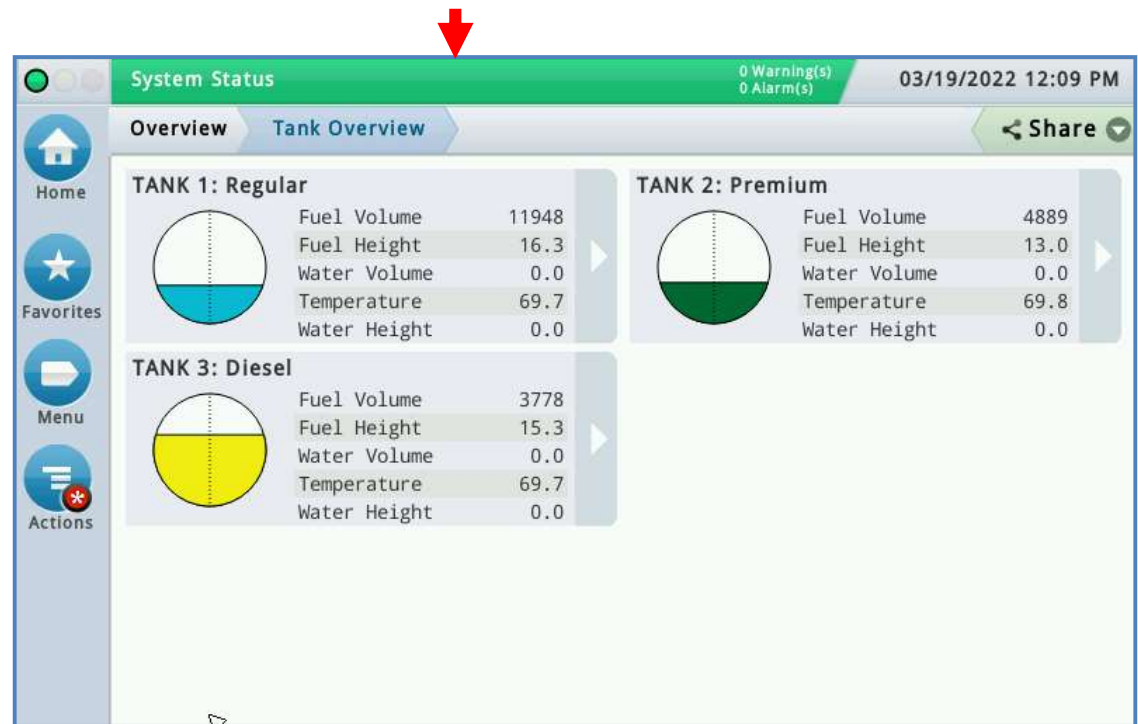 System Status
0 Warning(s)
0 Alarm(s)
03/19/2022 12:09 PM
Overview Tank Overview
Share
Home
Favorites
Menu
Actions
TANK 1: Regular
Fuel Volume 11948
Fuel Height 16.3
Water Volume 0.0
Temperature 69.7
Water Height 0.0
TANK 2: Premium
Fuel Volume 4889
Fuel Height 13.0
Water Volume 0.0
Temperature 69.8
Water Height 0.0
TANK 3: Diesel
Fuel Volume 3778
Fuel Height 15.3
Water Volume 0.0
Temperature 69.7
Water Height 0.0